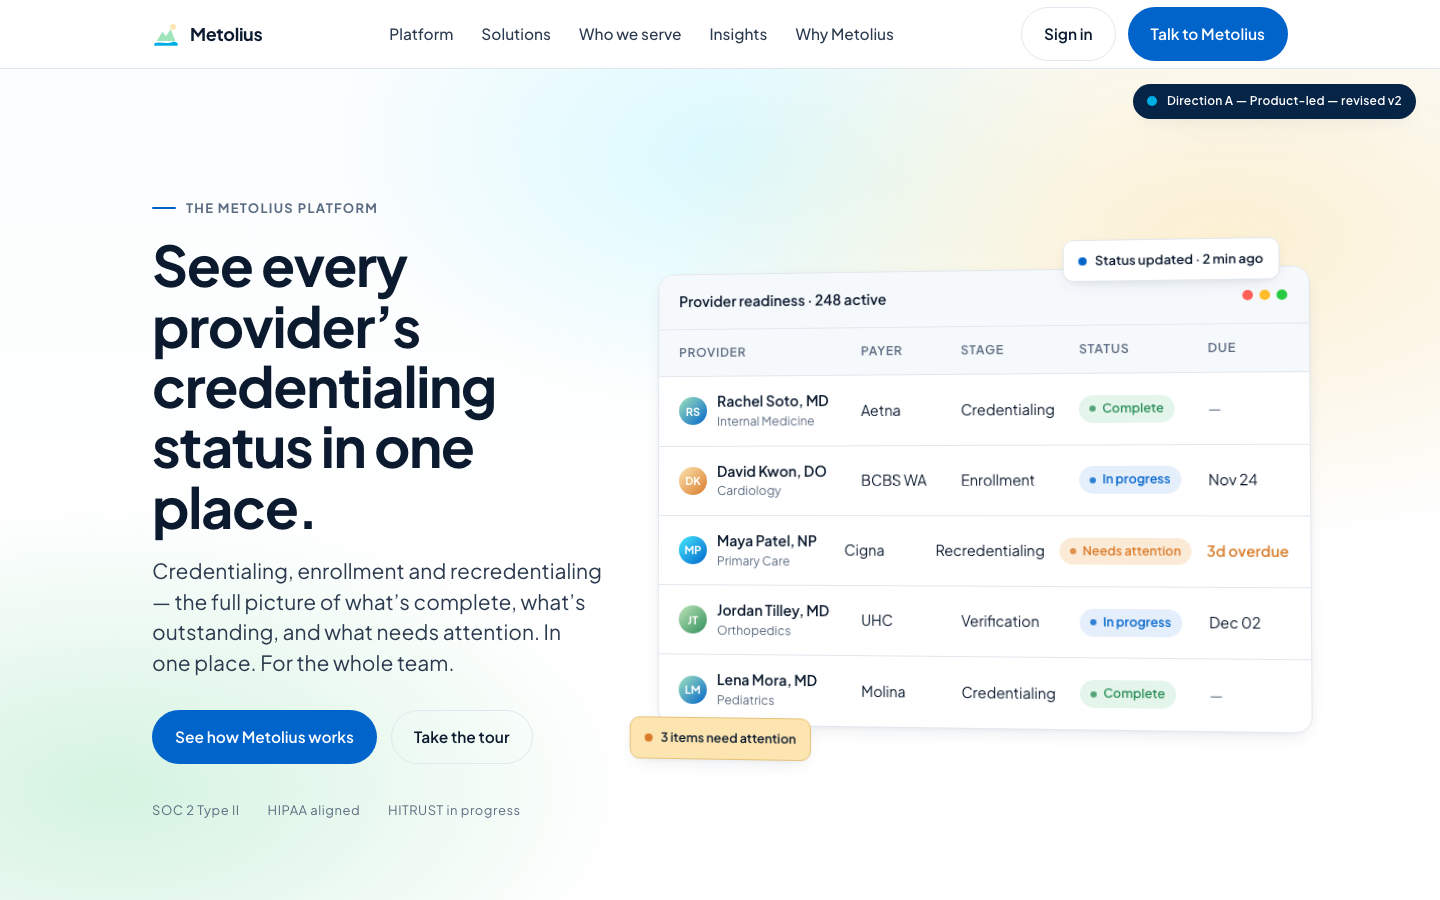 Metolius
Platform
Solutions
Who we serve
Insights
Why Metolius
Sign in
Talk to Metolius
Direction A — Product-led — revised v2
THE METOLIUS PLATFORM
See every
provider’s
credentialing
status in one
place.
Credentialing, enrollment and recredentialing
— the full picture of what’s complete, what’s
outstanding, and what needs attention. In
one place. For the whole team.
See how Metolius works
Take the tour
SOC 2 Type II
HIPAA aligned
HITRUST in progress
Status updated · 2 min ago
Provider readiness · 248 active
PROVIDER PAYER STAGE STATUS DUE
RS Rachel Soto, MD Aetna Credentialing Complete —
Internal Medicine
DK David Kwon, DO BCBS WA Enrollment In progress Nov 24
Cardiology
MP Maya Patel, NP Cigna Recredentialing Needs attention 3d overdue
Primary Care
JT Jordan Tilley, MD UHC Verification In progress Dec 02
Orthopedics
LM Lena Mora, MD Molina Credentialing Complete —
Pediatrics
3 items need attention